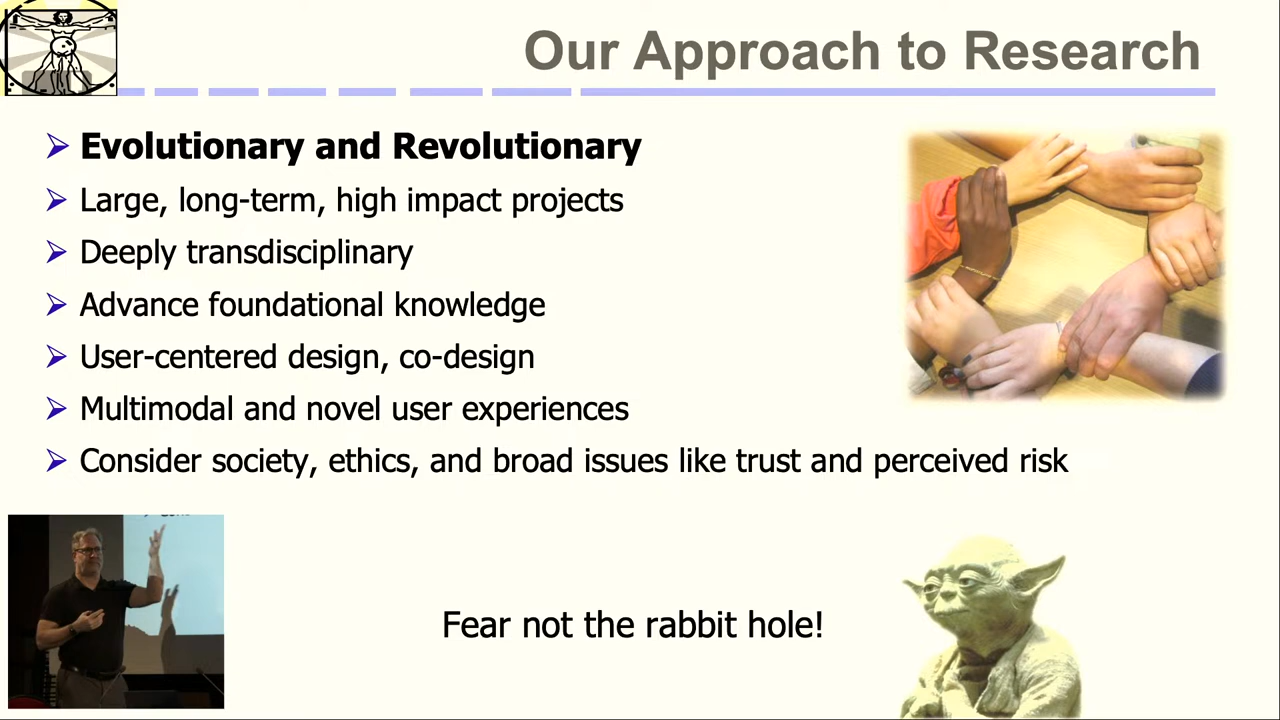 Our Approach to Research
Evolutionary and Revolutionary
Large, long-term, high impact projects
Deeply transdisciplinary
Advance foundational knowledge
User-centered design, co-design
Multimodal and novel user experiences
Consider society, ethics, and broad issues like trust and perceived risk
Fear not the rabbit hole!